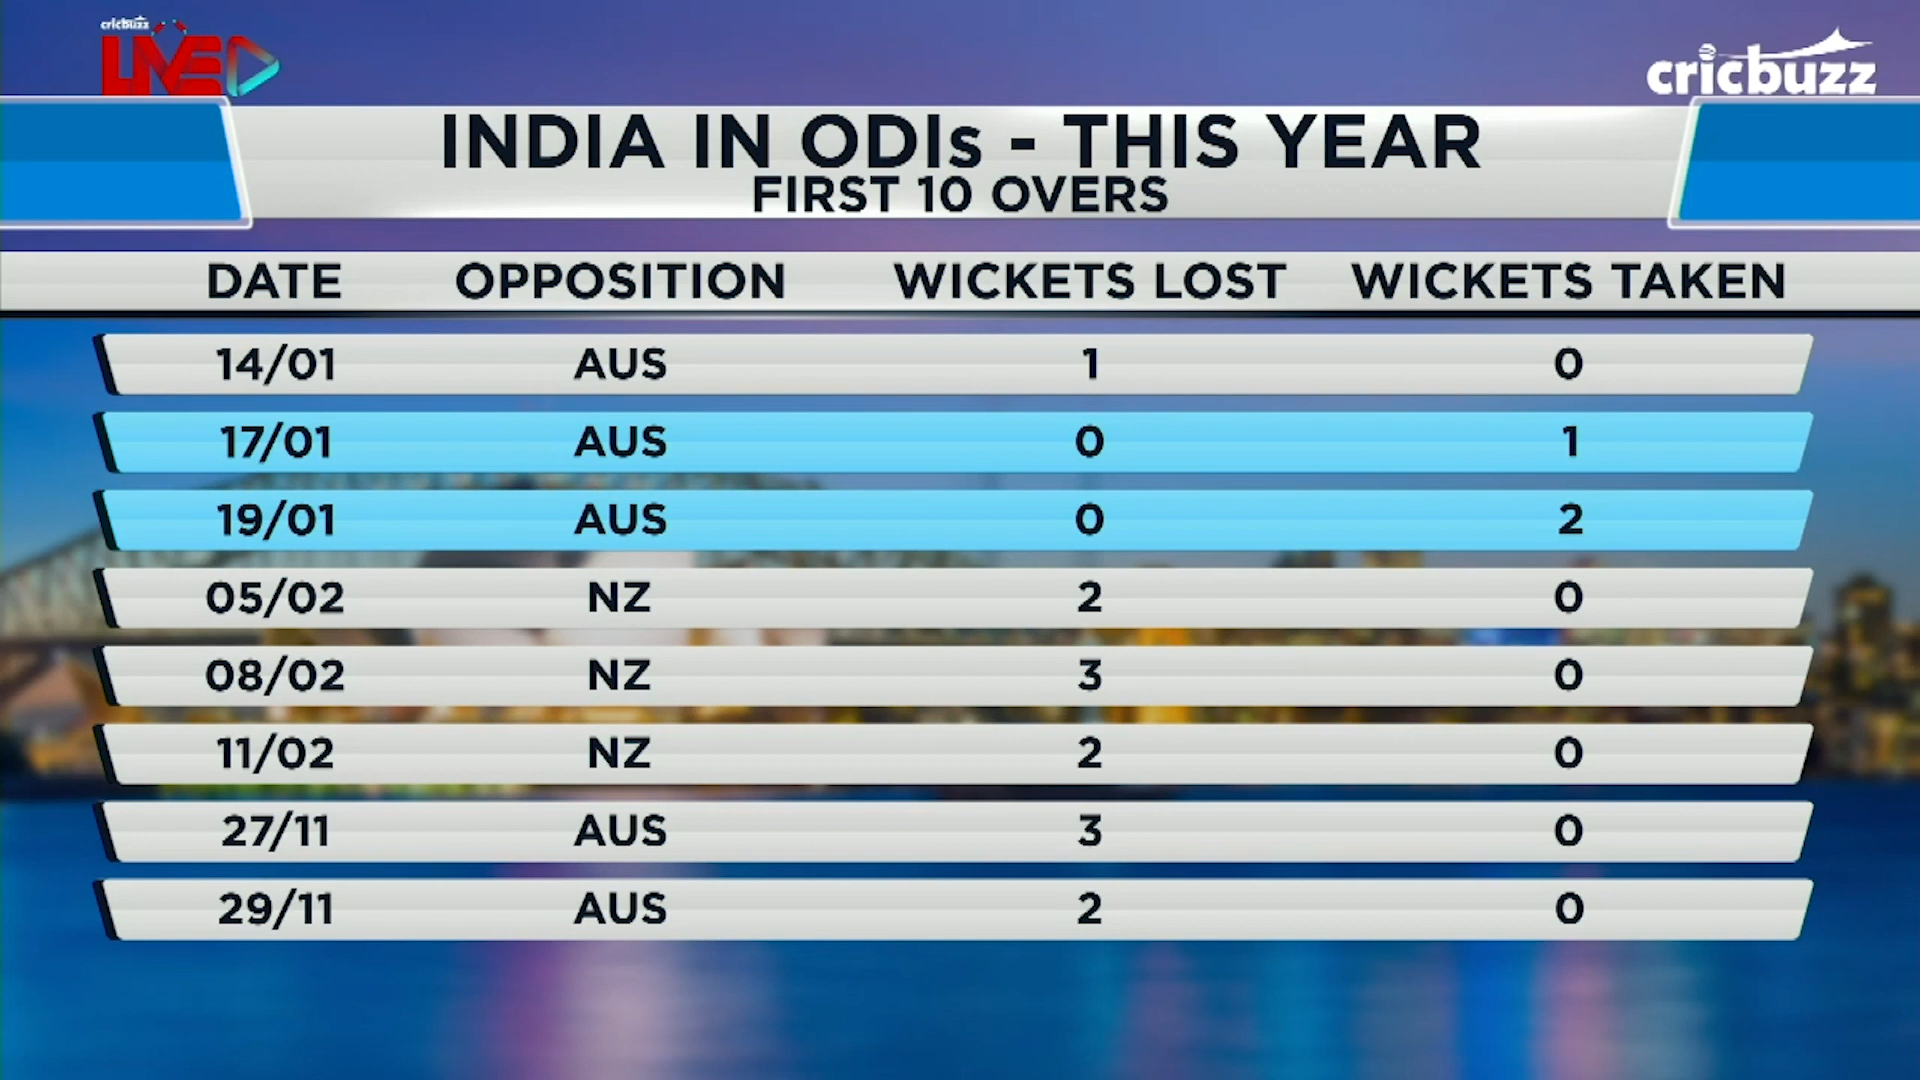 cricbuzz
LIVE
cricbuzz
INDIA IN ODIs - THIS YEAR
FIRST 10 OVERS
DATE OPPOSITION WICKETS LOST WICKETS TAKEN
14/01 AUS 1 0
17/01 AUS 0 1
19/01 AUS 0 2
05/02 NZ 2 0
08/02 NZ 3 0
11/02 NZ 2 0
27/11 AUS 3 0
29/11 AUS 2 0